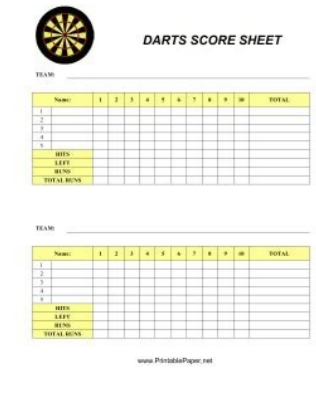 DARTS SCORE SHEET
TEAM:
Name: 1 2 3 4 5 6 7 8 9 10 TOTAL
1
2
3
4
5
HITS
LEFT
RUNS
TOTAL RUNS
TEAM:
Name: 1 2 3 4 5 6 7 8 9 10 TOTAL
1
2
3
4
5
HITS
LEFT
RUNS
TOTAL RUNS
www.PrintablePaper.net